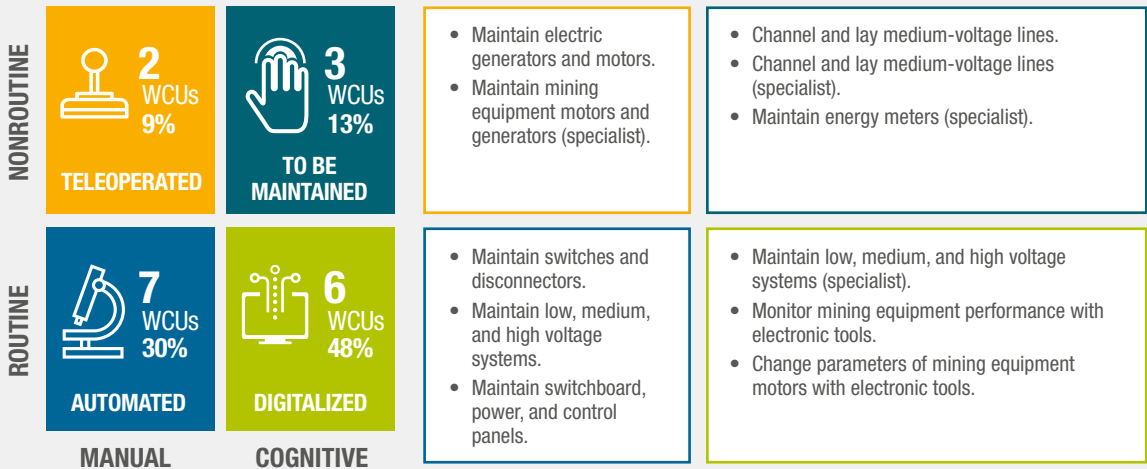 NONROUTINE
2
WCUs
9%
TELEOPERATED
3
WCUs
13%
TO BE
MAINTAINED
• Maintain electric
generators and motors.
• Maintain mining
equipment motors and
generators (specialist).
• Channel and lay medium-voltage lines.
• Channel and lay medium-voltage lines
(specialist).
• Maintain energy meters (specialist).
ROUTINE
7
WCUs
30%
AUTOMATED
6
WCUs
48%
DIGITALIZED
• Maintain switches and
disconnectors.
• Maintain low, medium,
and high voltage
systems.
• Maintain switchboard,
power, and control
panels.
• Maintain low, medium, and high voltage
systems (specialist).
• Monitor mining equipment performance with
electronic tools.
• Change parameters of mining equipment
motors with electronic tools.
MANUAL
COGNITIVE